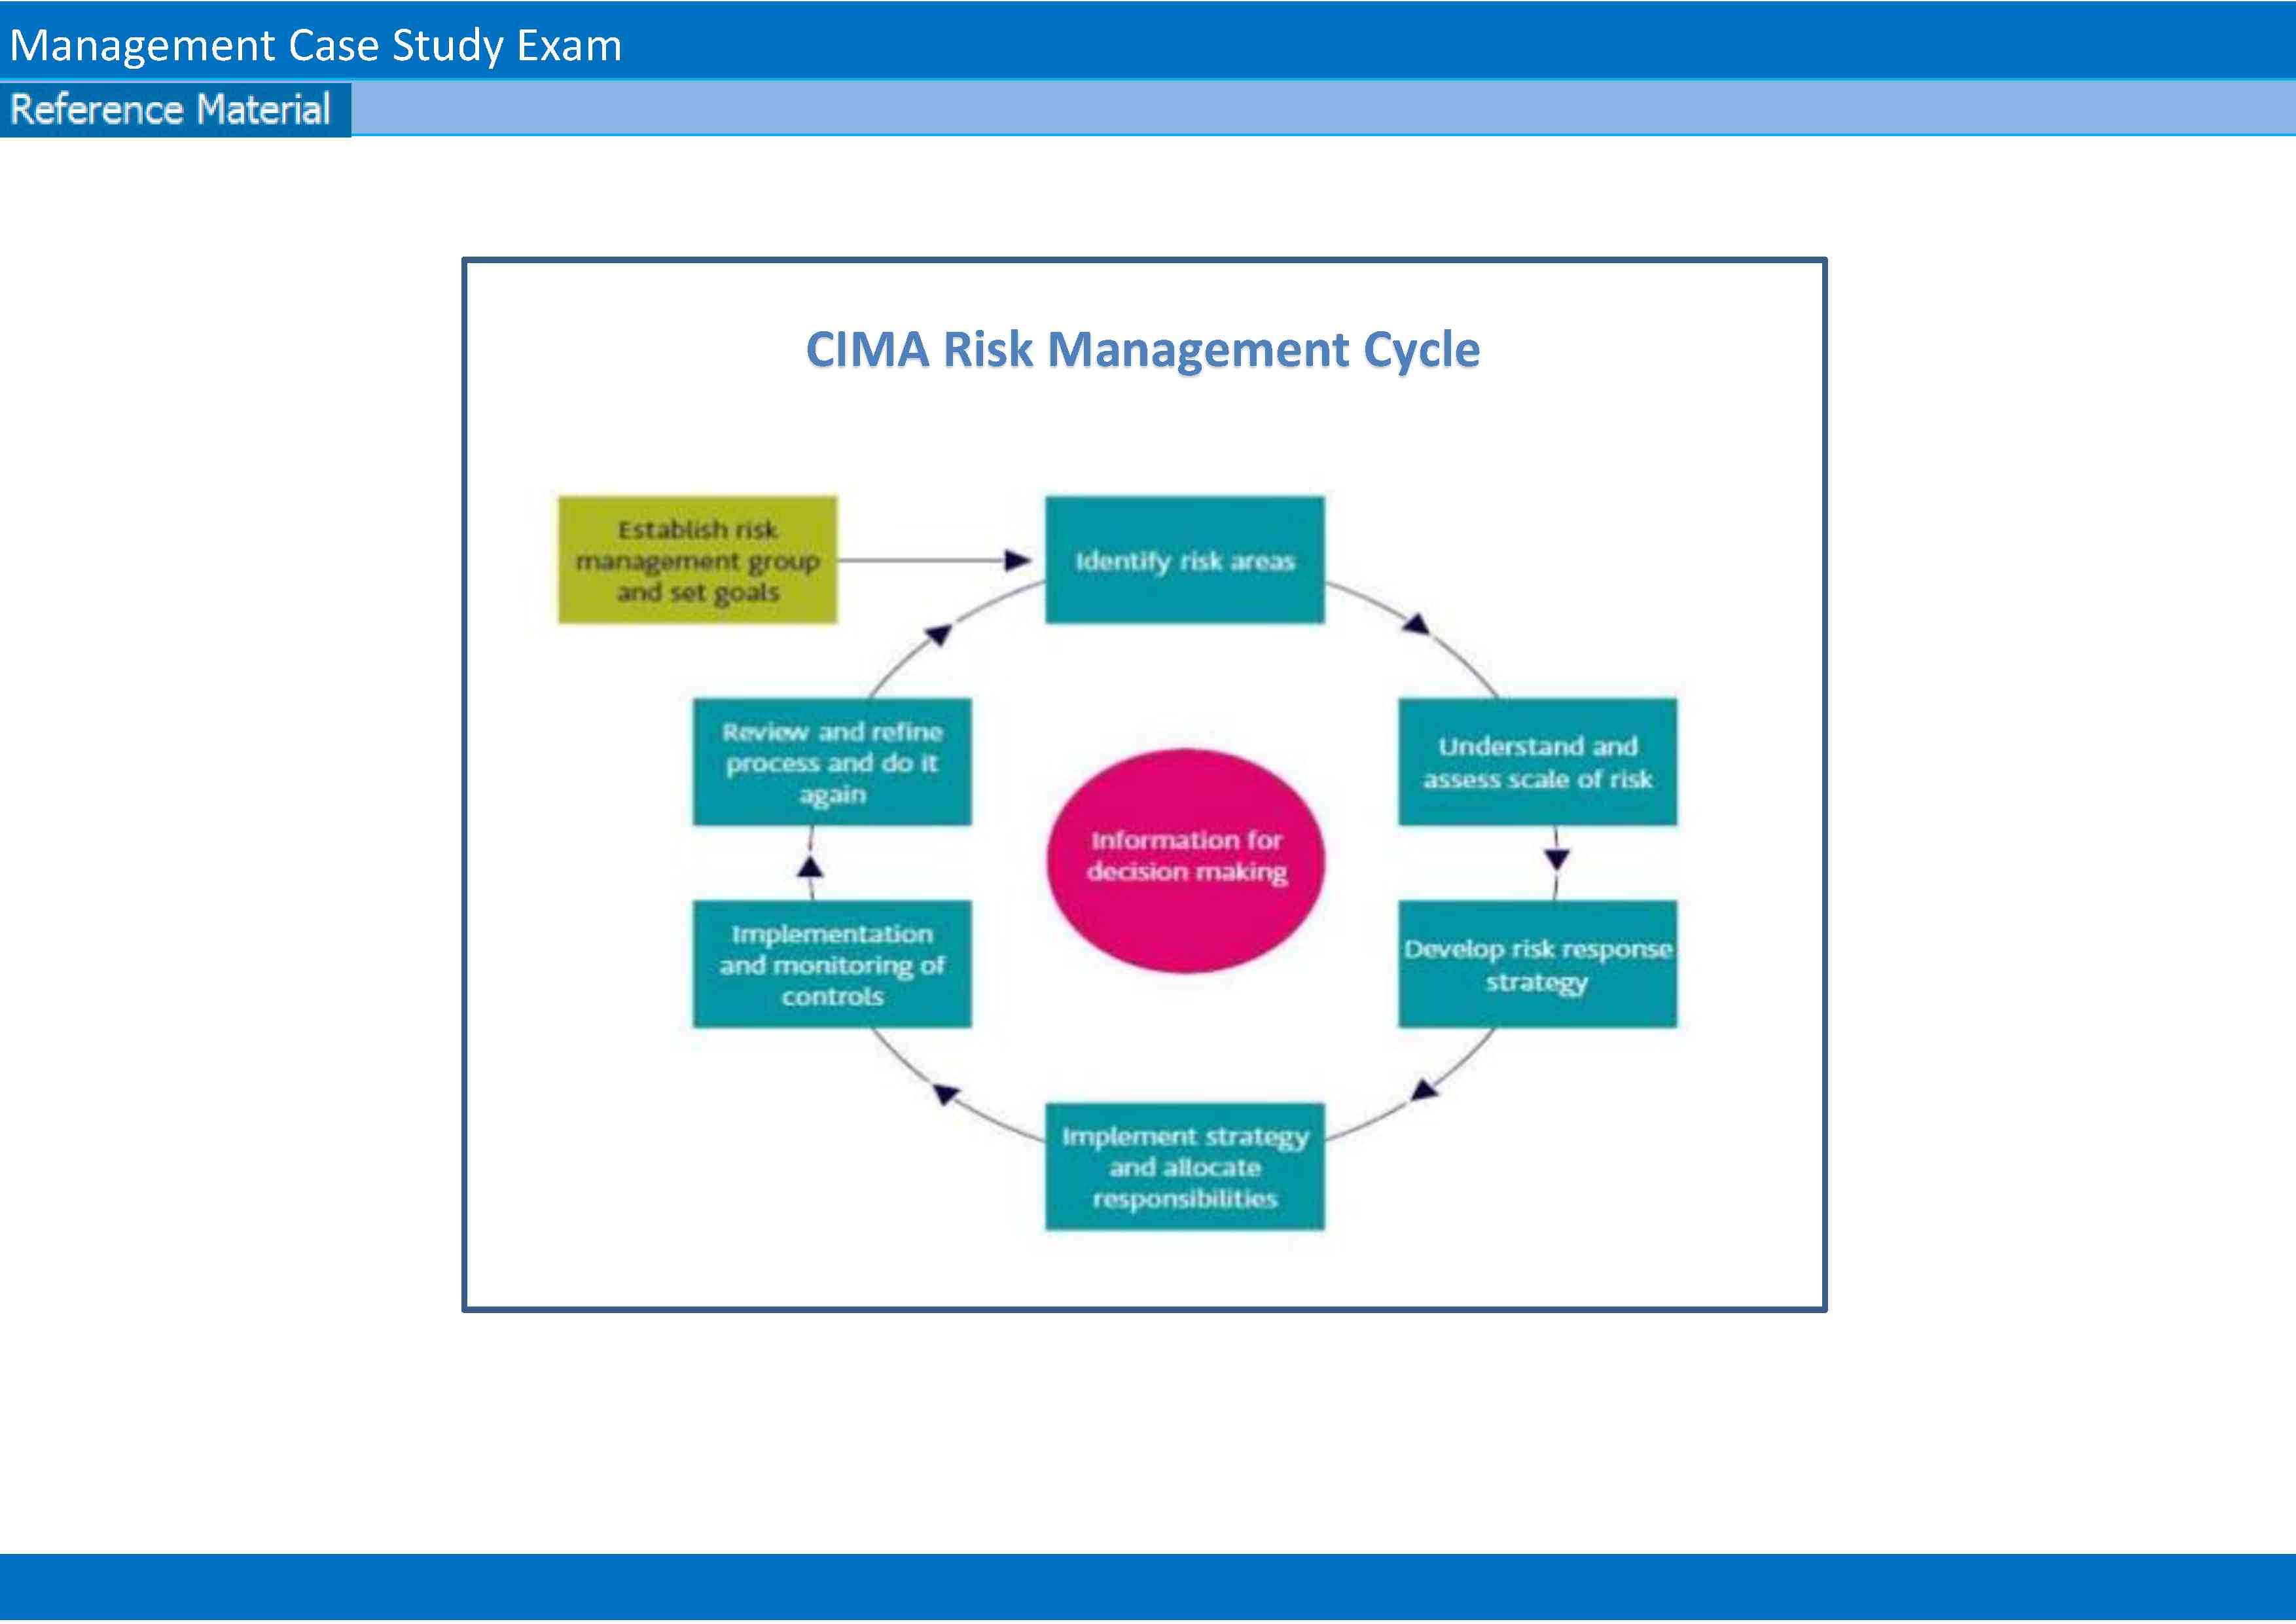 Management Case Study Exam
Reference Material
CIMA Risk Management Cycle
Establish risk
management group
and set goals
Identify risk areas
Understand and
assess scale of risk
Develop risk response
strategy
Implement strategy
and allocate
responsibilities
Implementation
and monitoring of
controls
Review and refine
process and do it
again
Information for
decision making